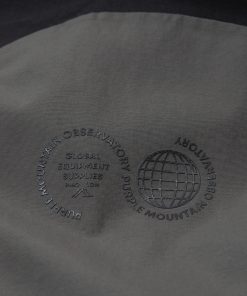 PURPLE MOUNTAIN OBSERVATORY
GLOBAL
EQUIPMENT
SUPPLIES
PURPLE MOUNTAIN OBSERVATORY